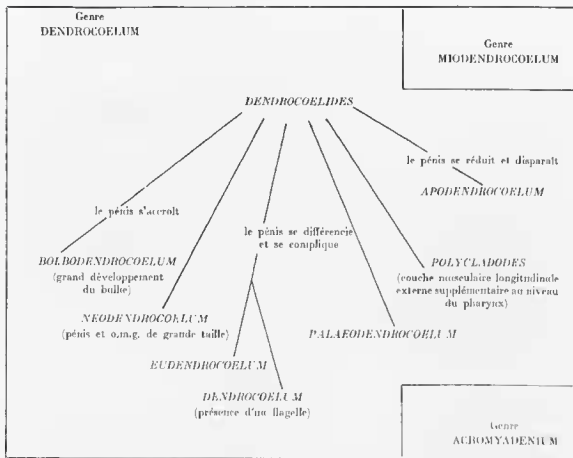 Genre
DENDROCOELUM
Genre
MIODENDROCOELUM
DENDROCOELIDES
le pénis se réduit et disparaît
APODENDROCOELUM
le pénis s'accroît
le pénis se différencie
et se complique
BOLBODENDROCOELUM
(grand développement
du bulbe)
POLYCLADODES
(couche musculaire longitudinale
externe supplémentaire au niveau
du pharynx)
NEODENDROCOELUM
(pénis et o.m.g. de grande taille)
PALAEODENDROCOELUM
EUDENDROCOELUM
DENDROCOELUM
(présence d'un flagelle)
Genre
ACROMYADENIUM